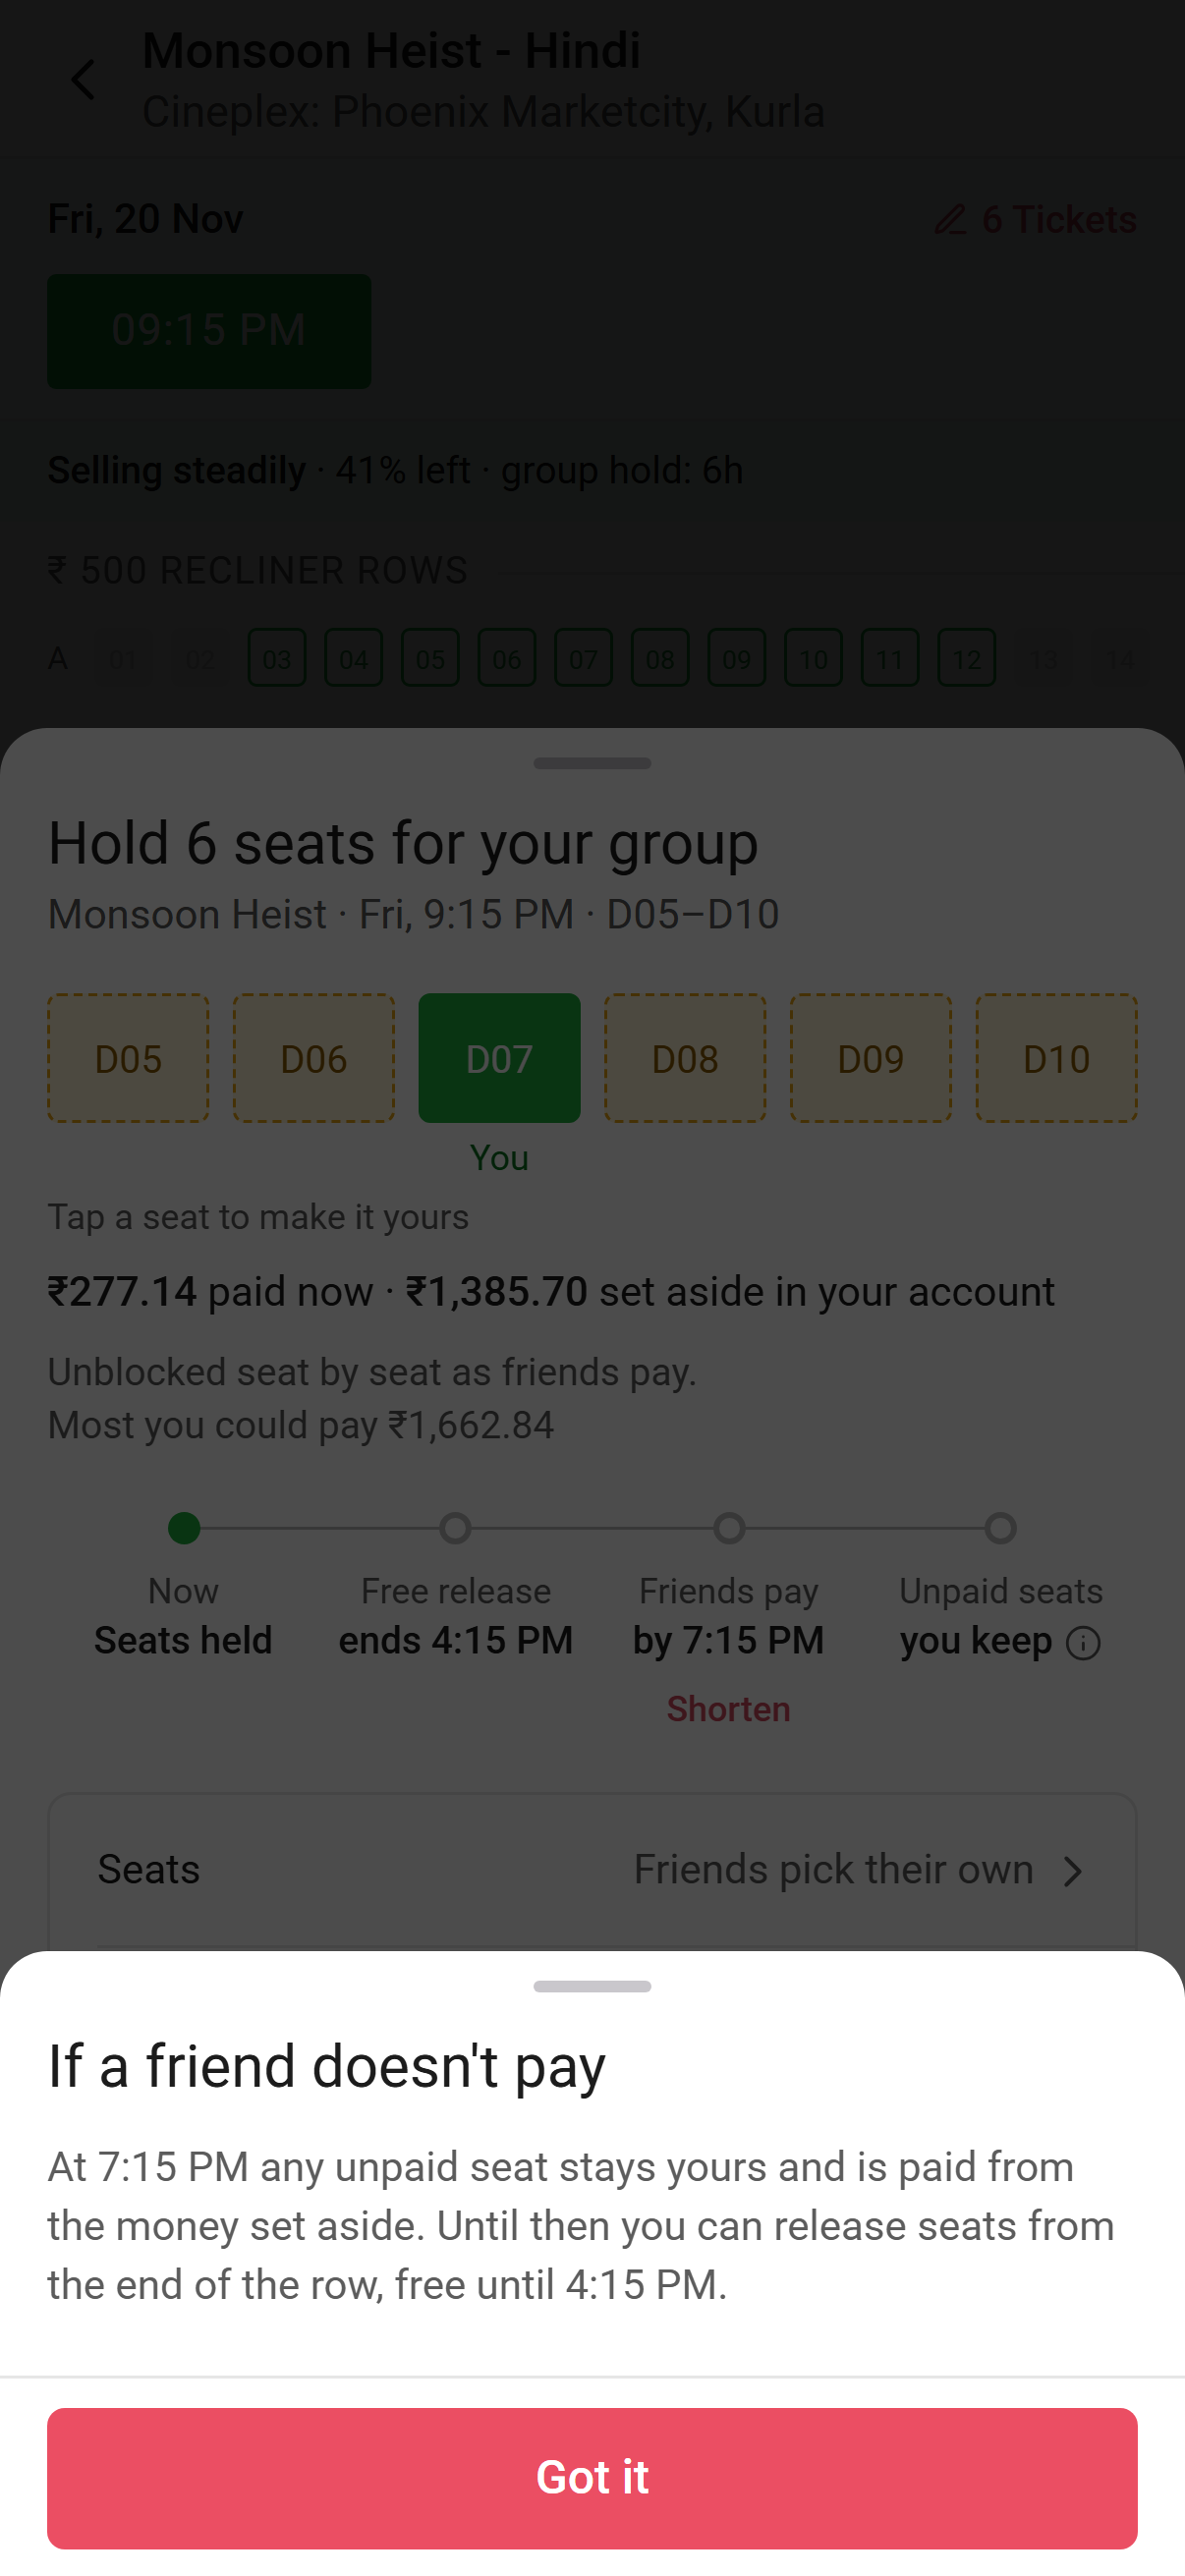 Monsoon Heist - Hindi
Cineplex: Phoenix Marketcity, Kurla
Fri, 20 Nov
6 Tickets
09:15 PM
Selling steadily · 41% left · group hold: 6h
₹ 500 RECLINER ROWS
A 01 02 03 04 05 06 07 08 09 10 11 12 13 14
Hold 6 seats for your group
Monsoon Heist · Fri, 9:15 PM · D05–D10
D05 D06 D07 D08 D09 D10
You
Tap a seat to make it yours
₹277.14 paid now · ₹1,385.70 set aside in your account
Unblocked seat by seat as friends pay.
Most you could pay ₹1,662.84
Now Free release Friends pay Unpaid seats
Seats held ends 4:15 PM by 7:15 PM you keep
Shorten
Seats Friends pick their own
If a friend doesn't pay
At 7:15 PM any unpaid seat stays yours and is paid from
the money set aside. Until then you can release seats from
the end of the row, free until 4:15 PM.
Got it